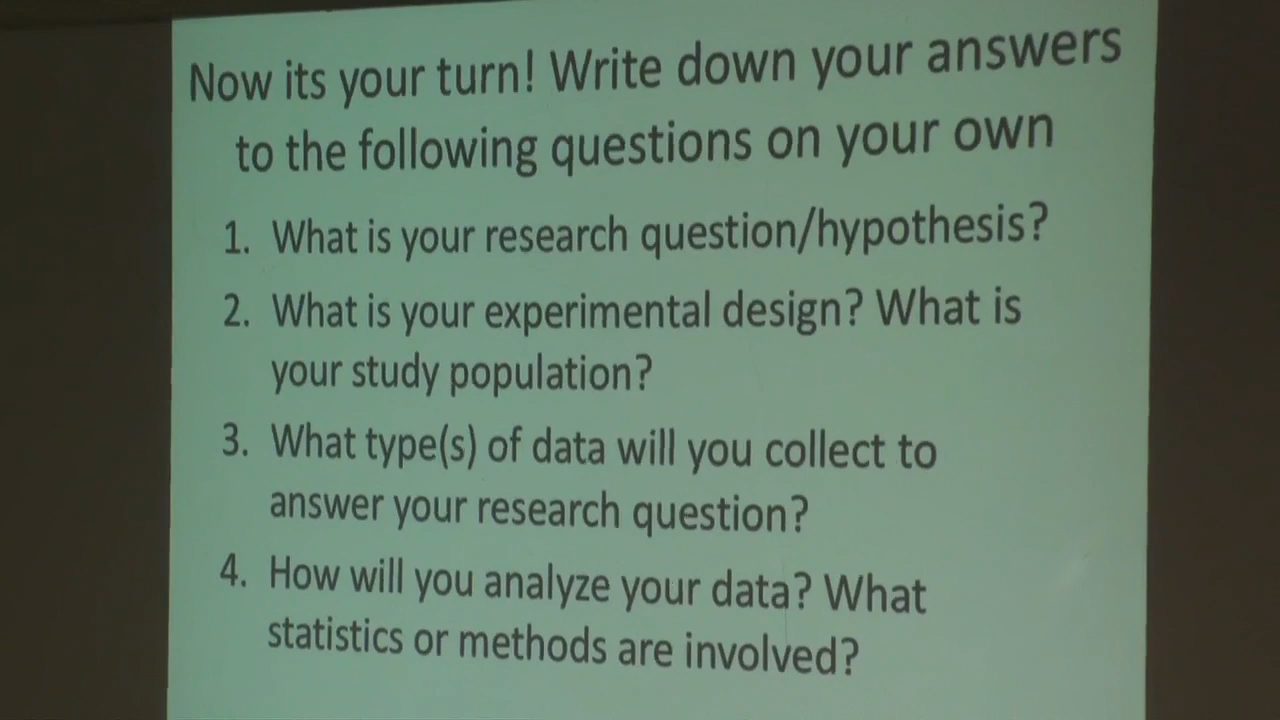 Now its your turn! Write down your answers
to the following questions on your own
1. What is your research question/hypothesis?
2. What is your experimental design? What is
your study population?
3. What type(s) of data will you collect to
answer your research question?
4. How will you analyze your data? What
statistics or methods are involved?